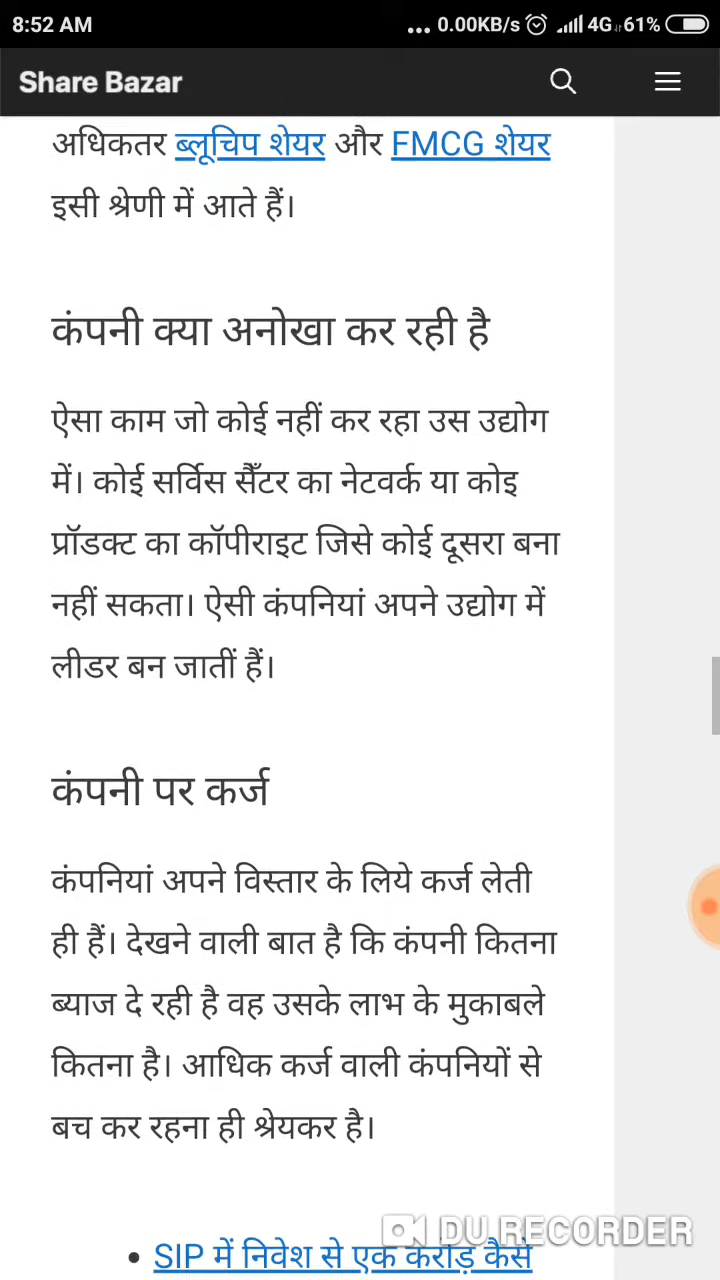 8:52 AM ... 0.00KB/s 4G 61%
Share Bazar
अधिकतर ब्लूचिप शेयर और FMCG शेयर
इसी श्रेणी में आते हैं।
कंपनी क्या अनोखा कर रही है
ऐसा काम जो कोई नहीं कर रहा उस उद्योग
में। कोई सर्विस सैँटर का नेटवर्क या कोइ
प्रॉडक्ट का कॉपीराइट जिसे कोई दूसरा बना
नहीं सकता। ऐसी कंपनियां अपने उद्योग में
लीडर बन जातीं हैं।
कंपनी पर कर्ज
कंपनियां अपने विस्तार के लिये कर्ज लेती
ही हैं। देखने वाली बात है कि कंपनी कितना
ब्याज दे रही है वह उसके लाभ के मुकाबले
कितना है। आधिक कर्ज वाली कंपनियों से
बच कर रहना ही श्रेयकर है।
DU RECORDER
• SIP में निवेश से एक करोड़ कैसे